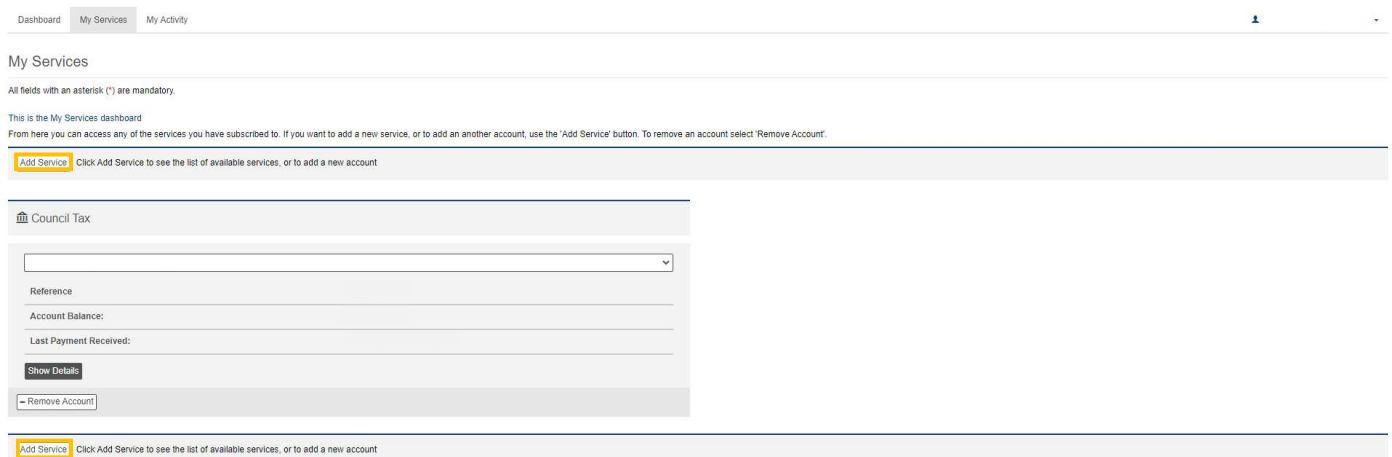 Dashboard My Services My Activity
My Services
All fields with an asterisk (*) are mandatory.
This is the My Services dashboard
From here you can access any of the services you have subscribed to. If you want to add a new service, or to add an another account, use the 'Add Service' button. To remove an account select 'Remove Account'.
Add Service Click Add Service to see the list of available services, or to add a new account
Council Tax
Reference
Account Balance:
Last Payment Received:
Show Details
Remove Account
Add Service Click Add Service to see the list of available services, or to add a new account